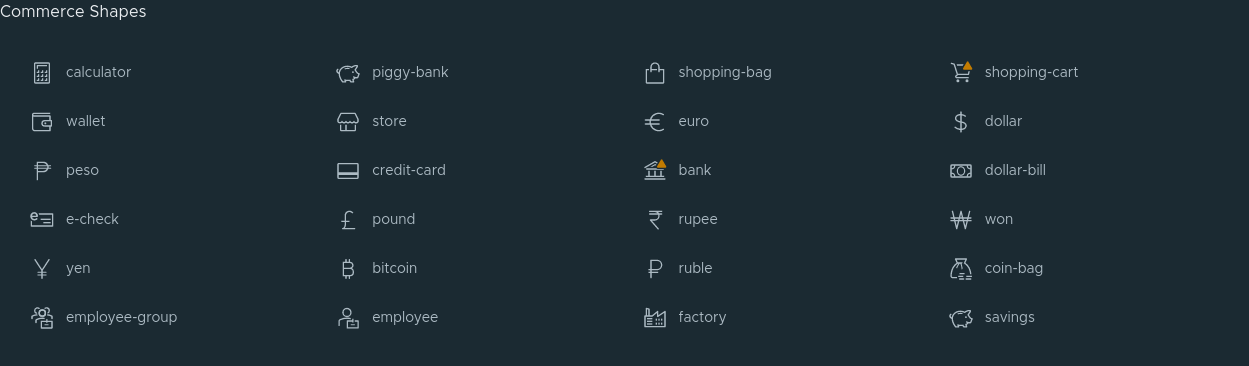 Commerce Shapes
calculator piggy-bank shopping-bag shopping-cart
wallet store euro dollar
peso credit-card bank dollar-bill
e-check pound rupee won
yen bitcoin ruble coin-bag
employee-group employee factory savings